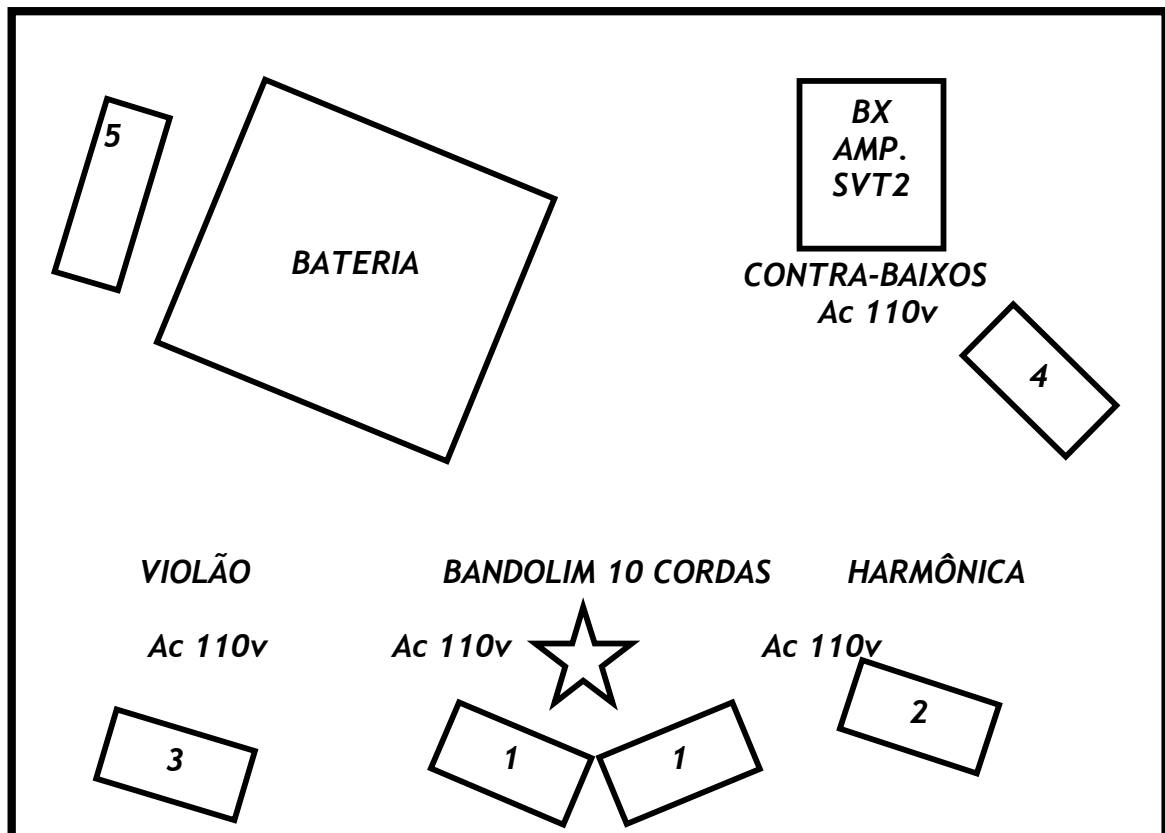 5
BX
AMP.
SVT2
BATERIA
CONTRA-BAIXOS
Ac 110v
4
VIOLÃO
BANDOLIM 10 CORDAS
HARMÔNICA
Ac 110v
Ac 110v
Ac 110v
3
1
1
2